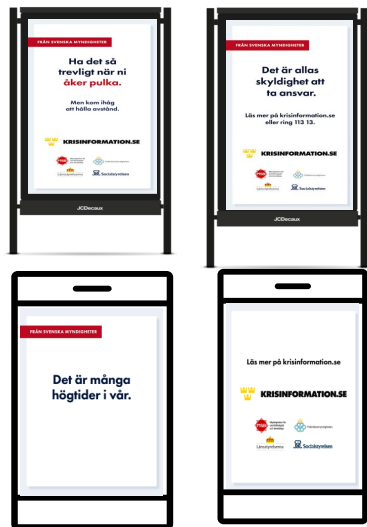 FRÅN SVENSKA MYNDIGHETER
Ha det så
trevligt när ni
åker pulka.
Men kom ihåg
att hålla avstånd.
KRISINFORMATION.SE
Länsstyrelserna
Socialstyrelsen
JCDecaux
FRÅN SVENSKA MYNDIGHETER
Det är allas
skyldighet att
ta ansvar.
Läs mer på krisinformation.se
eller ring 113 13.
KRISINFORMATION.SE
Länsstyrelserna
Socialstyrelsen
JCDecaux
FRÅN SVENSKA MYNDIGHETER
Det är många
högtider i vår.
Läs mer på krisinformation.se
KRISINFORMATION.SE
Folkhälsomyndigheten
Länsstyrelserna
Socialstyrelsen